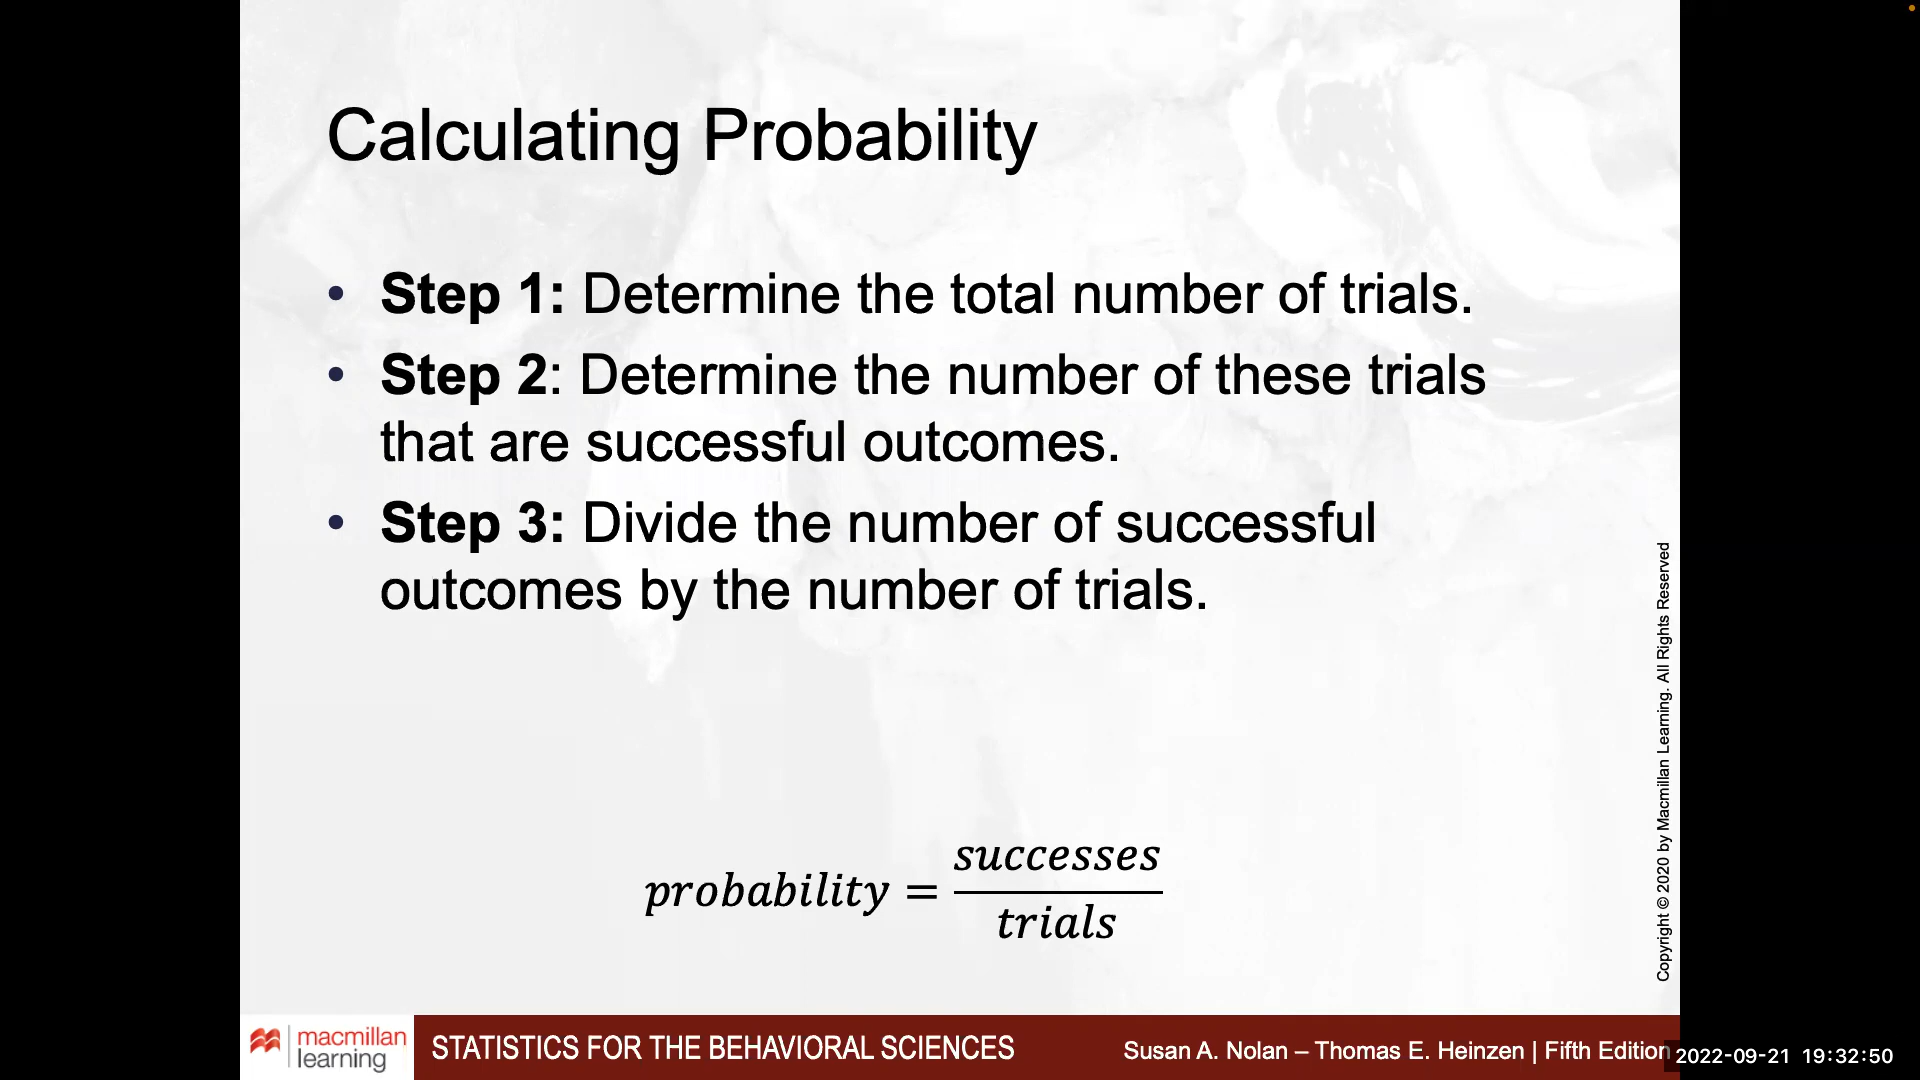 Calculating Probability
• Step 1: Determine the total number of trials.
• Step 2: Determine the number of these trials
that are successful outcomes.
• Step 3: Divide the number of successful
outcomes by the number of trials.
probability = successes / trials
Copyright © 2020 by Macmillan Learning. All Rights Reserved
macmillan
learning
STATISTICS FOR THE BEHAVIORAL SCIENCES
Susan A. Nolan – Thomas E. Heinzen | Fifth Edition
2022-09-21 19:32:50